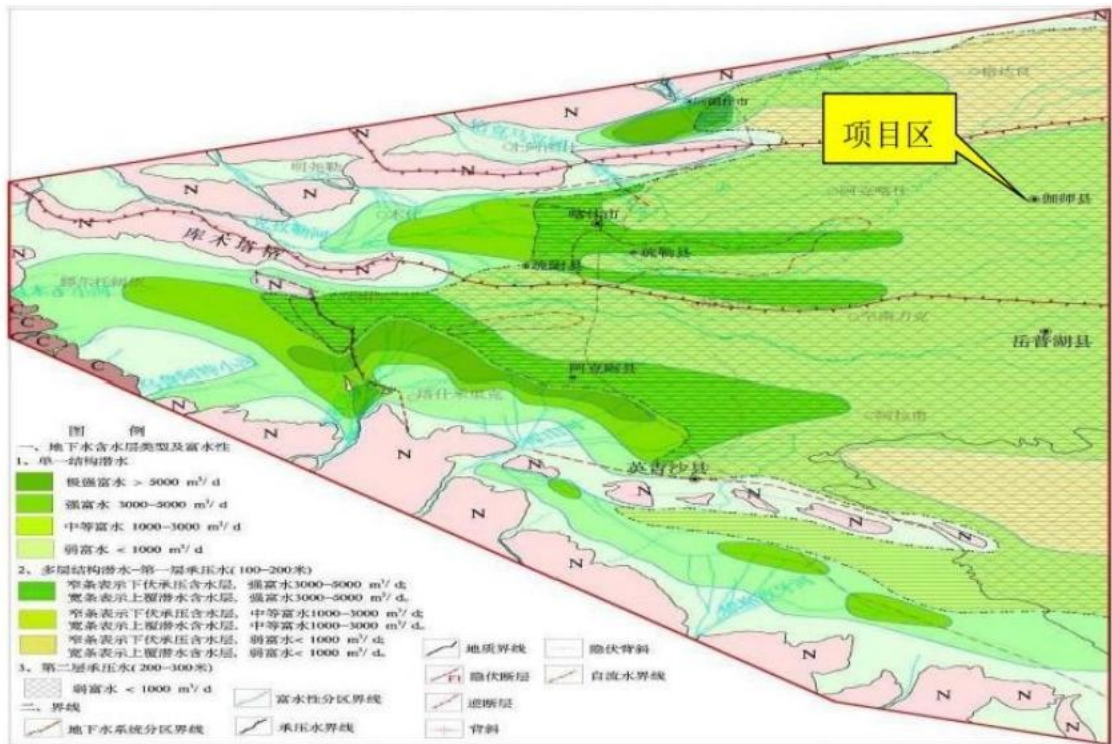 项目区
伽师县
喀什市
疏勒县
疏附县
库木塔格
岳普湖县
阿克陶县
塔什米里克
英吉沙县
N
C
图 例
一、地下水含水层类型及富水性
1、单一结构潜水
极强富水 > 5000 m³/ d
强富水 3000-5000 m³/ d
中等富水 1000-3000 m³/ d
弱富水 < 1000 m³/ d
2、多层结构潜水-第一层承压水(100-200米)
窄条表示下伏承压含水层, 强富水3000-5000 m³/ d;
宽条表示上覆潜水含水层, 强富水3000-5000 m³/ d。
窄条表示下伏承压含水层, 中等富水1000-3000 m³/ d;
宽条表示上覆潜水含水层, 中等富水1000-3000 m³/ d。
窄条表示下伏承压含水层, 弱富水< 1000 m³/ d;
宽条表示上覆潜水含水层, 弱富水< 1000 m³/ d。
3、第二层承压水(200-300米)
弱富水 < 1000 m³/ d
二、界线
地下水系统分区界线
富水性分区界线
承压水界线
地质界线
F1 隐伏断层
逆断层
背斜
隐伏背斜
自流水界线